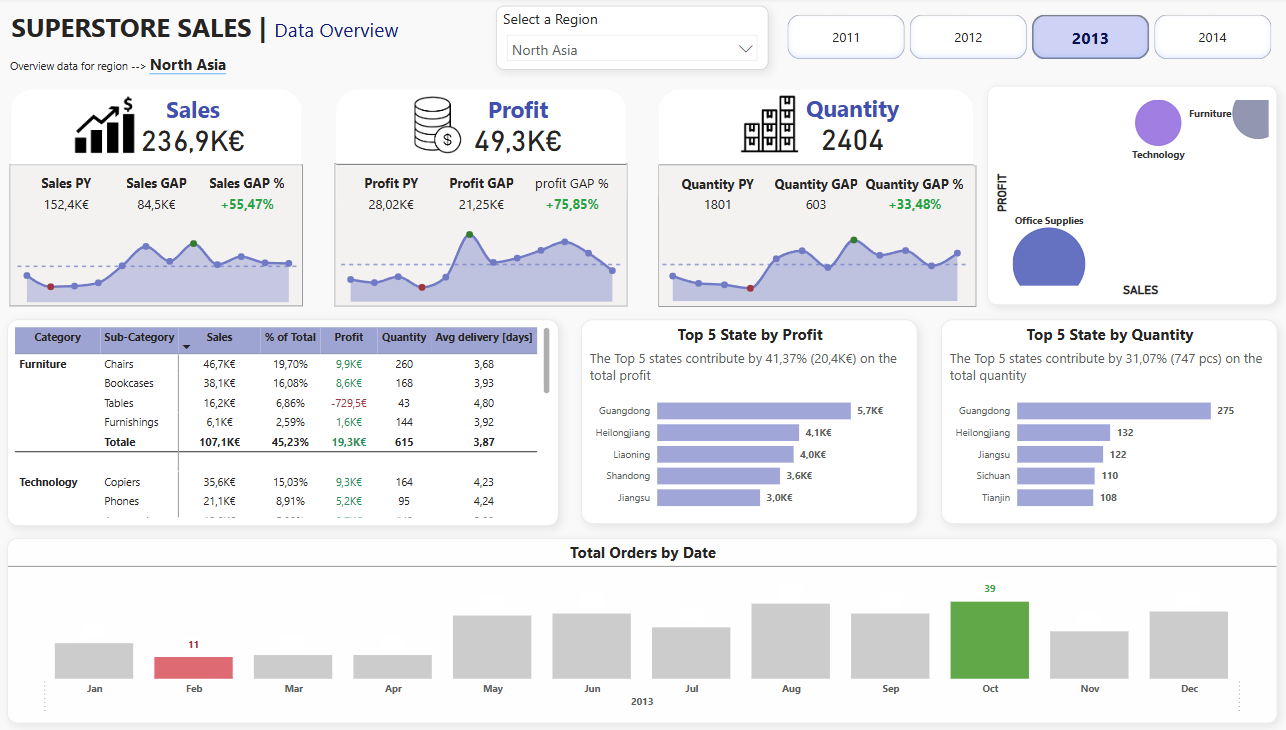 SUPERSTORE SALES | Data Overview
Overview data for region --> North Asia
Select a Region
North Asia
2011
2012
2013
2014
Sales
236,9K€
Sales PY Sales GAP Sales GAP %
152,4K€ 84,5K€ +55,47%
Profit
49,3K€
Profit PY Profit GAP profit GAP %
28,02K€ 21,25K€ +75,85%
Quantity
2404
Quantity PY Quantity GAP Quantity GAP %
1801 603 +33,48%
Furniture
Technology
Office Supplies
PROFIT
SALES
Category Sub-Category Sales % of Total Profit Quantity Avg delivery [days]
Furniture Chairs 46,7K€ 19,70% 9,9K€ 260 3,68
Bookcases 38,1K€ 16,08% 8,6K€ 168 3,93
Tables 16,2K€ 6,86% -729,5€ 43 4,80
Furnishings 6,1K€ 2,59% 1,6K€ 144 3,92
Totale 107,1K€ 45,23% 19,3K€ 615 3,87
Technology Copiers 35,6K€ 15,03% 9,3K€ 164 4,23
Phones 21,1K€ 8,91% 5,2K€ 95 4,24
Top 5 State by Profit
The Top 5 states contribute by 41,37% (20,4K€) on the
total profit
Guangdong 5,7K€
Heilongjiang 4,1K€
Liaoning 4,0K€
Shandong 3,6K€
Jiangsu 3,0K€
Top 5 State by Quantity
The Top 5 states contribute by 31,07% (747 pcs) on the
total quantity
Guangdong 275
Heilongjiang 132
Jiangsu 122
Sichuan 110
Tianjin 108
Total Orders by Date
11
39
Jan Feb Mar Apr May Jun Jul Aug Sep Oct Nov Dec
2013